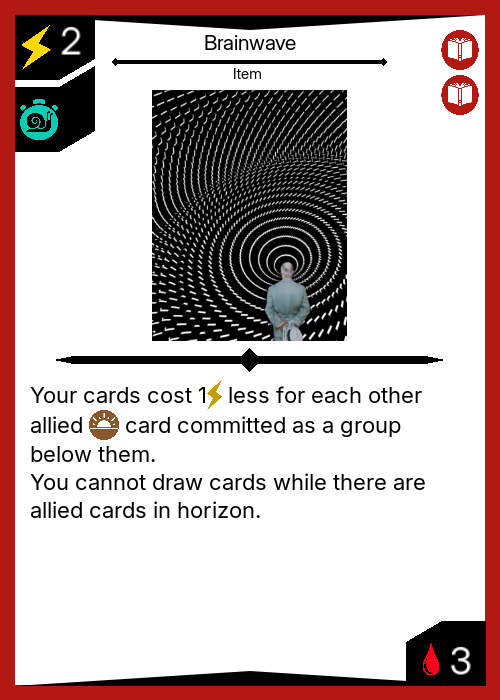 2
Brainwave
Item
Your cards cost 1 less for each other
allied card committed as a group
below them.
You cannot draw cards while there are
allied cards in horizon.
3